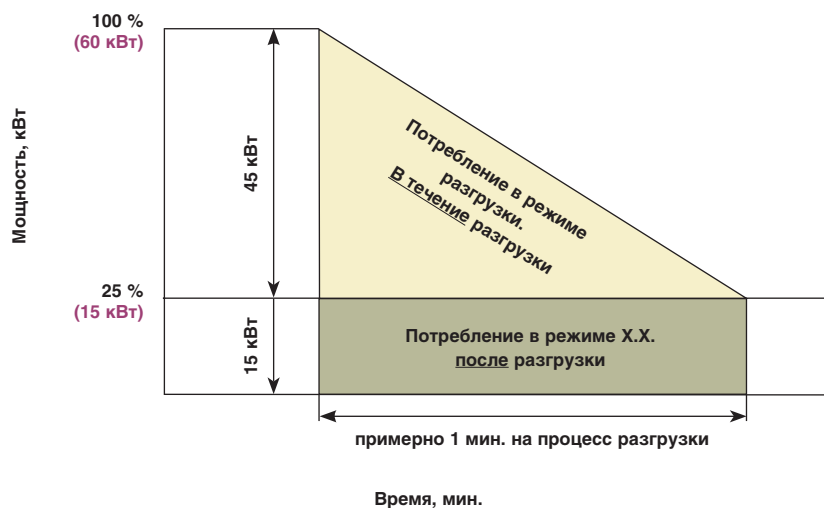 100 %
(60 кВт)
Мощность, кВт
45 кВт
Потребление в режиме
разгрузки.
В течение разгрузки
25 %
(15 кВт)
15 кВт
Потребление в режиме Х.Х.
после разгрузки
примерно 1 мин. на процесс разгрузки
Время, мин.